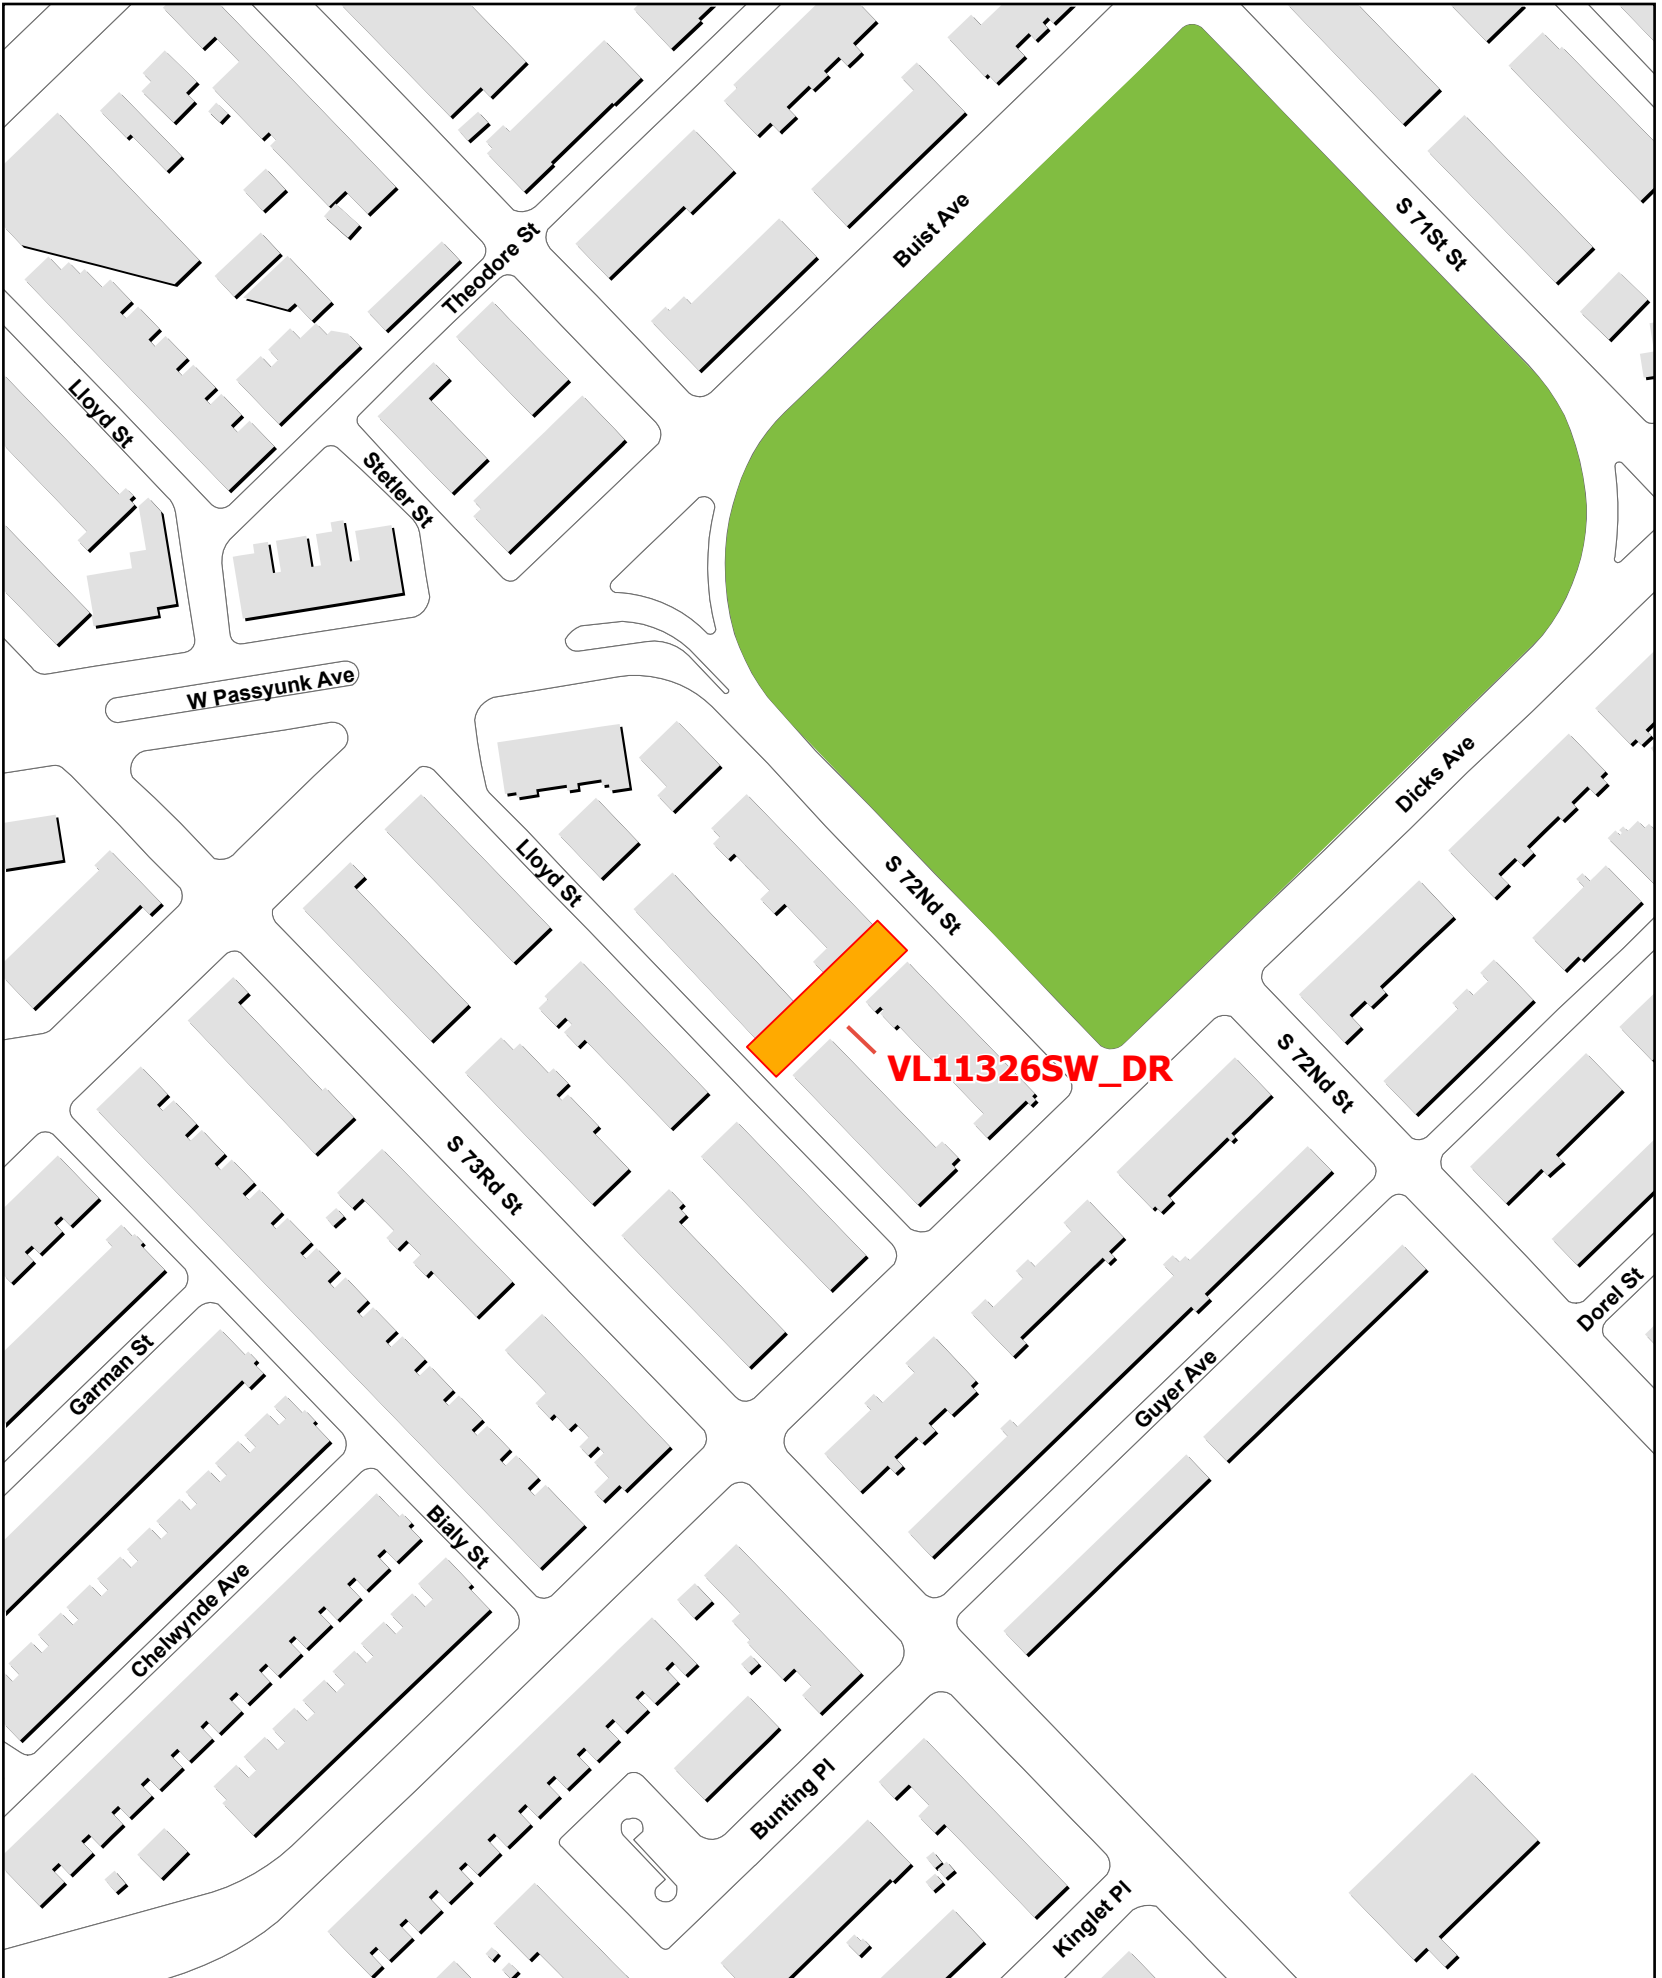 Buist Ave
S 71St St
Theodore St
Lloyd St
Stetler St
W Passyunk Ave
Dicks Ave
Lloyd St
S 72Nd St
VL11326SW_DR
S 72Nd St
S 73Rd St
Dorel St
Garman St
Guyer Ave
Bialy St
Chelwynde Ave
Bunting Pl
Kinglet Pl